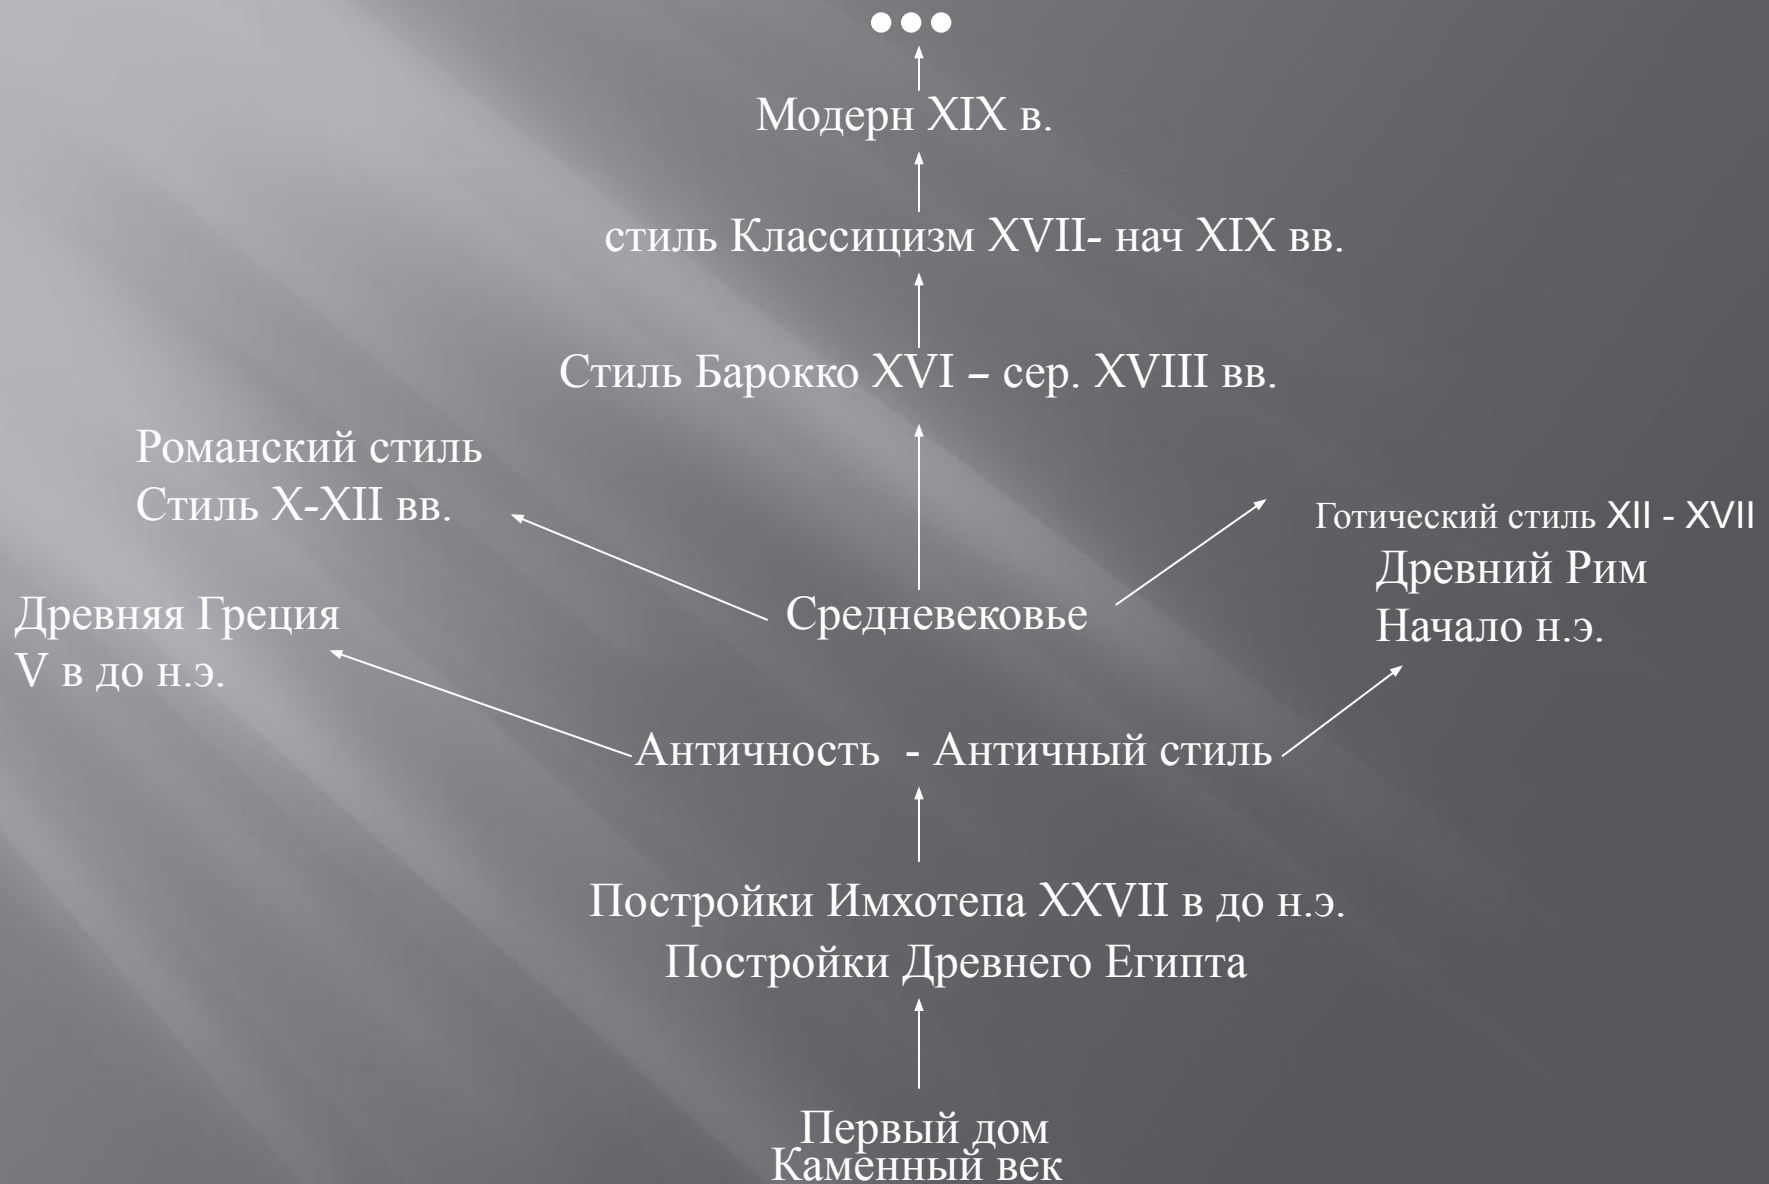 •••
Модерн XIX в.
стиль Классицизм XVII- нач XIX вв.
Стиль Барокко XVI – сер. XVIII вв.
Романский стиль
Стиль X-XII вв.
Готический стиль XII - XVII
Древний Рим
Начало н.э.
Древняя Греция
V в до н.э.
Средневековье
Античность - Античный стиль
Постройки Имхотепа XXVII в до н.э.
Постройки Древнего Египта
Первый дом
Каменный век